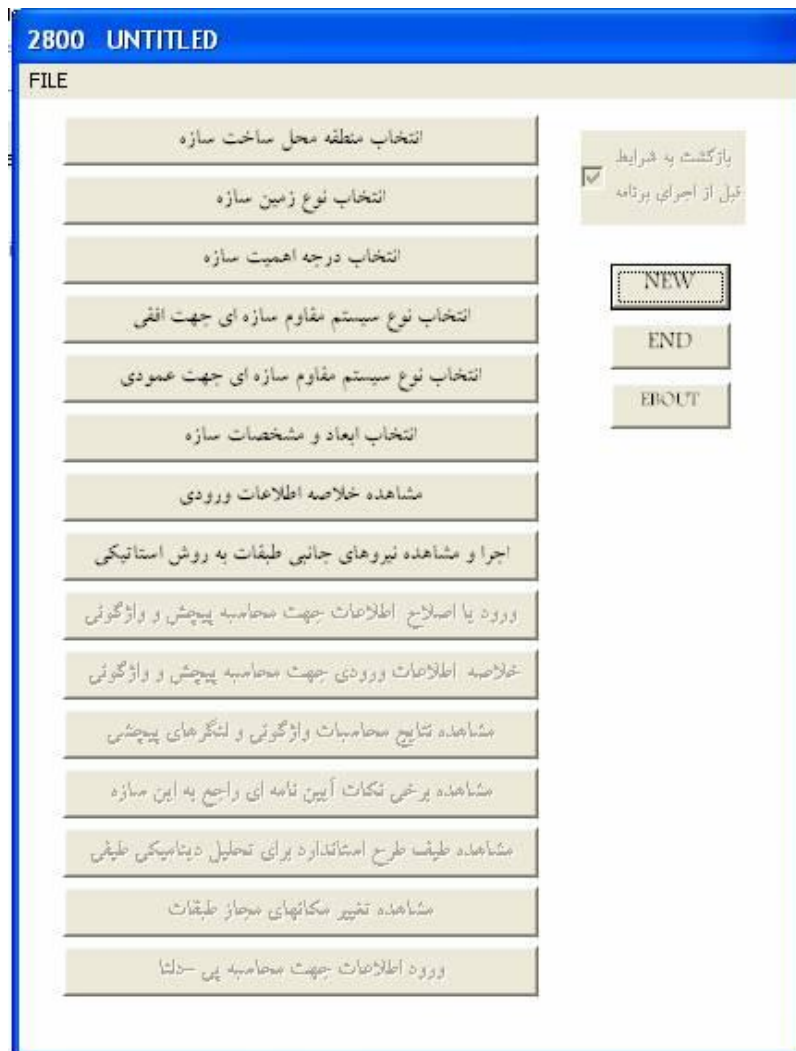 2800 UNTITLED
FILE
انتخاب منطقه محل ساخت سازه
انتخاب نوع زمین سازه
انتخاب درجه اهمیت سازه
انتخاب نوع سیستم مقاوم سازه ای جهت افقی
انتخاب نوع سیستم مقاوم سازه ای جهت عمودی
انتخاب ابعاد و مشخصات سازه
مشاهده خلاصه اطلاعات ورودی
اجرا و مشاهده نیروهای جانبی طبقات به روش استاتیکی
ورود یا اصلاح اطلاعات جهت محاسبه پیچش و واژگونی
خلاصه اطلاعات ورودی جهت محاسبه پیچش و واژگونی
مشاهده نتایج محاسبات واژگونی و لنگرهای پیچشی
مشاهده برخی نکات آیین نامه ای راجع به این سازه
مشاهده طیف طرح استاندارد برای تحلیل دینامیکی طیفی
مشاهده تغییر مکانهای مجاز طبقات
ورود اطلاعات جهت محاسبه پی -دلتا
بازگشت به شرایط
قبل از اجرای برنامه
NEW
END
EBOUT